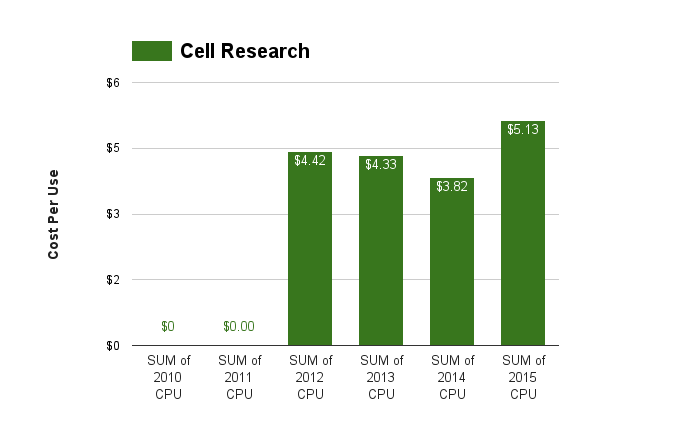 Cell Research
$6
$5
$3
$2
$0
Cost Per Use
$0
$0.00
$4.42
$4.33
$3.82
$5.13
SUM of
2010
CPU
SUM of
2011
CPU
SUM of
2012
CPU
SUM of
2013
CPU
SUM of
2014
CPU
SUM of
2015
CPU